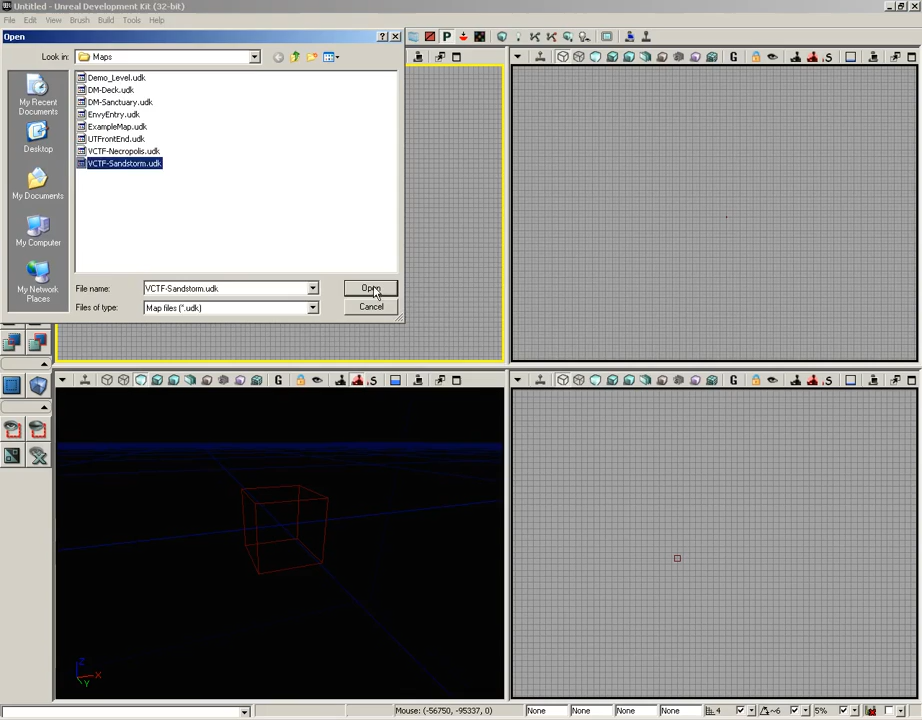 Untitled - Unreal Development Kit (32-bit)
File Edit View Brush Build Tools Help
Open
Look in:
Maps
My Recent
Documents
Desktop
My Documents
My Computer
My Network
Places
Demo_Level.udk
DM-Deck.udk
DM-Sanctuary.udk
EnvyEntry.udk
ExampleMap.udk
UTFrontEnd.udk
VCTF-Necropolis.udk
VCTF-Sandstorm.udk
File name:
VCTF-Sandstorm.udk
Open
Files of type:
Map files (*.udk)
Cancel
P
G
S
G
S
G
S
Z
X
Y
Mouse: (-56750, -95337, 0)
None
None
None
None
4
~6
5%